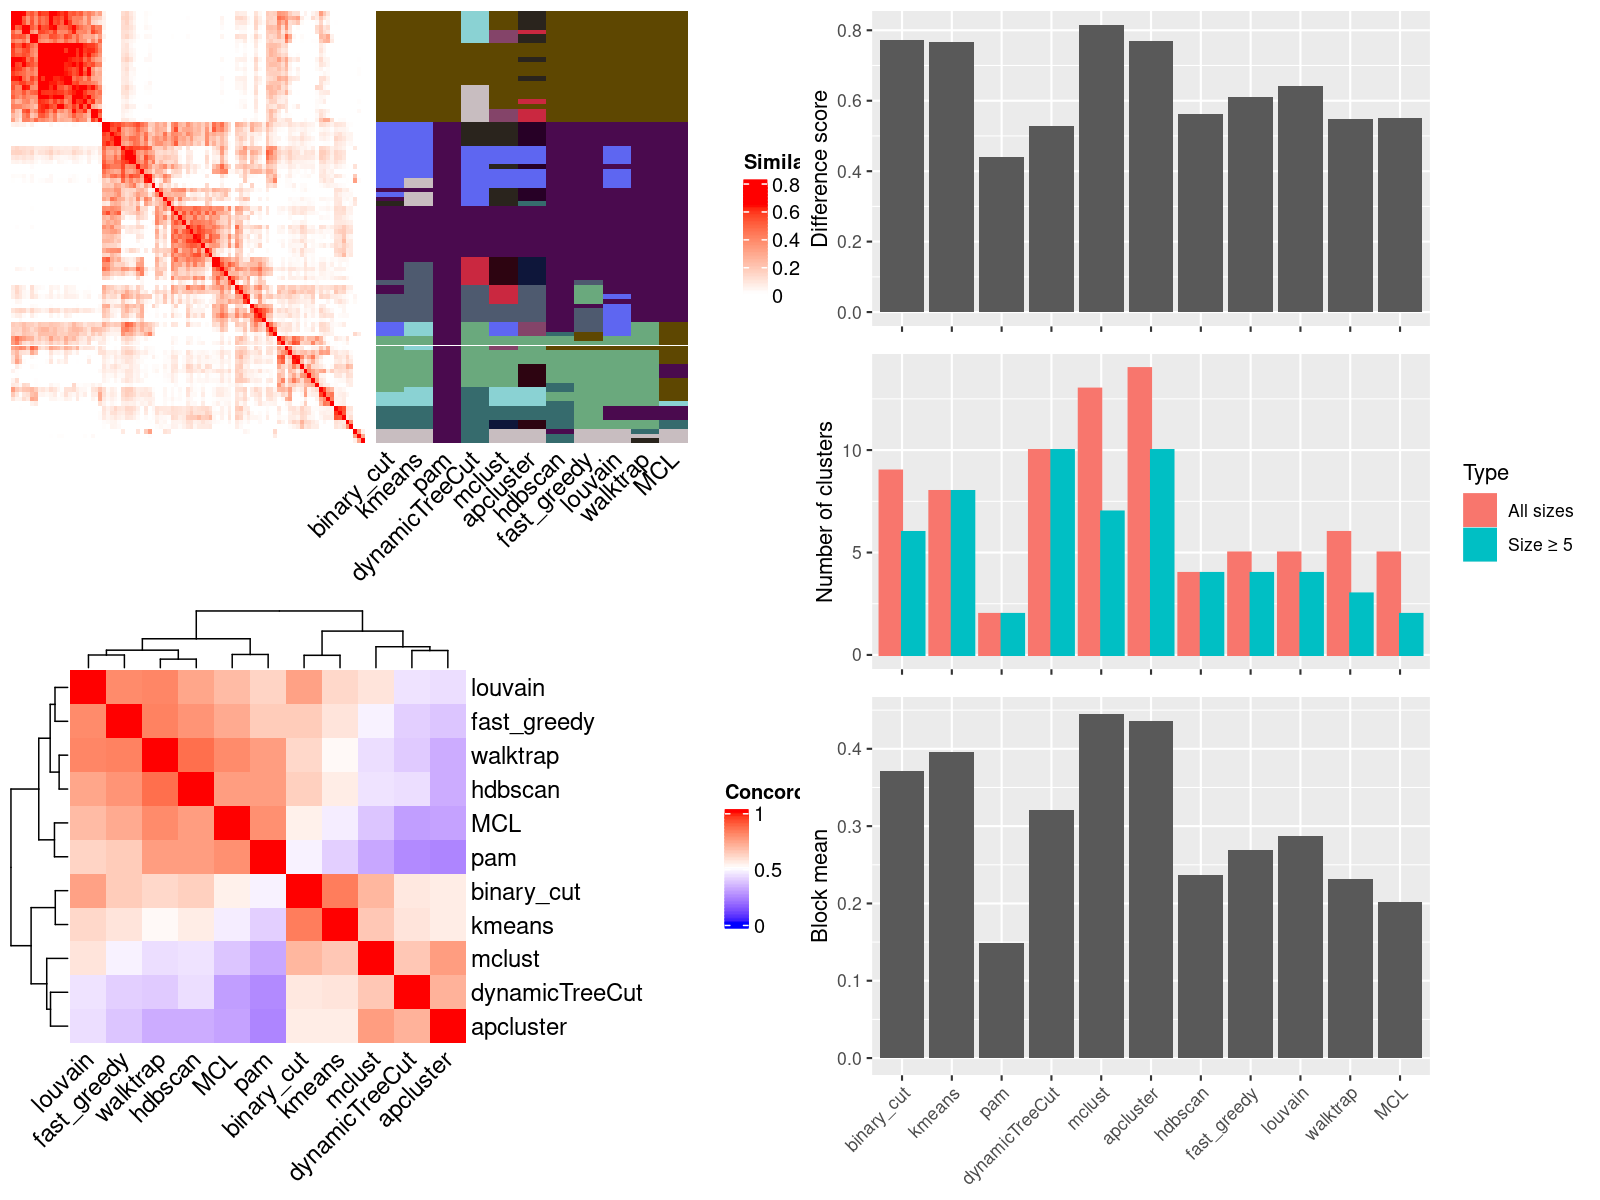 Simila
0.8
0.6
0.4
0.2
0
binary_cut
kmeans
pam
dynamicTreeCut
mclust
apcluster
hdbscan
fast_greedy
louvain
walktrap
MCL
Concord
1
0.5
0
louvain
fast_greedy
walktrap
hdbscan
MCL
pam
binary_cut
kmeans
mclust
dynamicTreeCut
apcluster
louvain
fast_greedy
walktrap
hdbscan
MCL
pam
binary_cut
kmeans
mclust
dynamicTreeCut
apcluster
Difference score
0.8
0.6
0.4
0.2
0.0
Number of clusters
10
5
0
Type
All sizes
Size ≥ 5
Block mean
0.4
0.3
0.2
0.1
0.0
binary_cut
kmeans
pam
dynamicTreeCut
mclust
apcluster
hdbscan
fast_greedy
louvain
walktrap
MCL